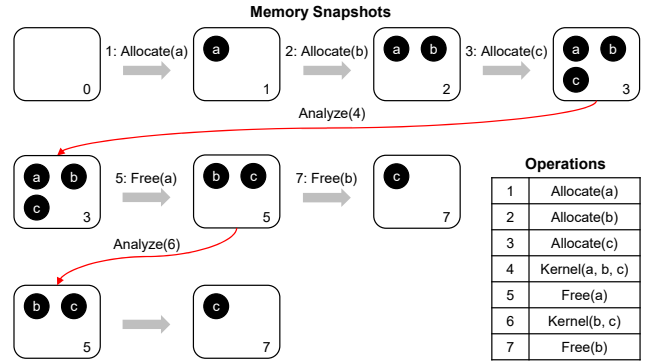 Memory Snapshots
1: Allocate(a)
2: Allocate(b)
3: Allocate(c)
0
a
1
a b
2
a b
c
3
Analyze(4)
a b
c
3
5: Free(a)
b c
5
7: Free(b)
c
7
Analyze(6)
b c
5
c
7
Operations
1 Allocate(a)
2 Allocate(b)
3 Allocate(c)
4 Kernel(a, b, c)
5 Free(a)
6 Kernel(b, c)
7 Free(b)